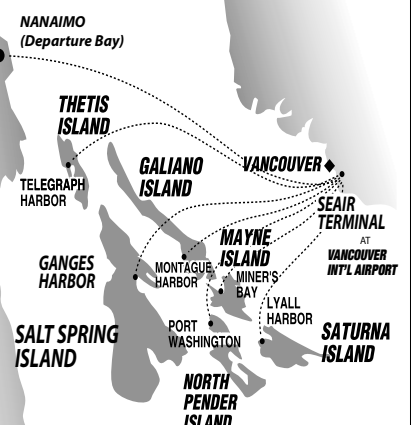 NANAIMO
(Departure Bay)
THETIS
ISLAND
GALIANO
ISLAND
VANCOUVER
TELEGRAPH
HARBOR
SEAIR
TERMINAL
AT
VANCOUVER
INT'L AIRPORT
MAYNE
ISLAND
GANGES
HARBOR
MONTAGUE
HARBOR
MINER'S
BAY
LYALL
HARBOR
PORT
WASHINGTON
SALT SPRING
ISLAND
SATURNA
ISLAND
NORTH
PENDER
ISLAND